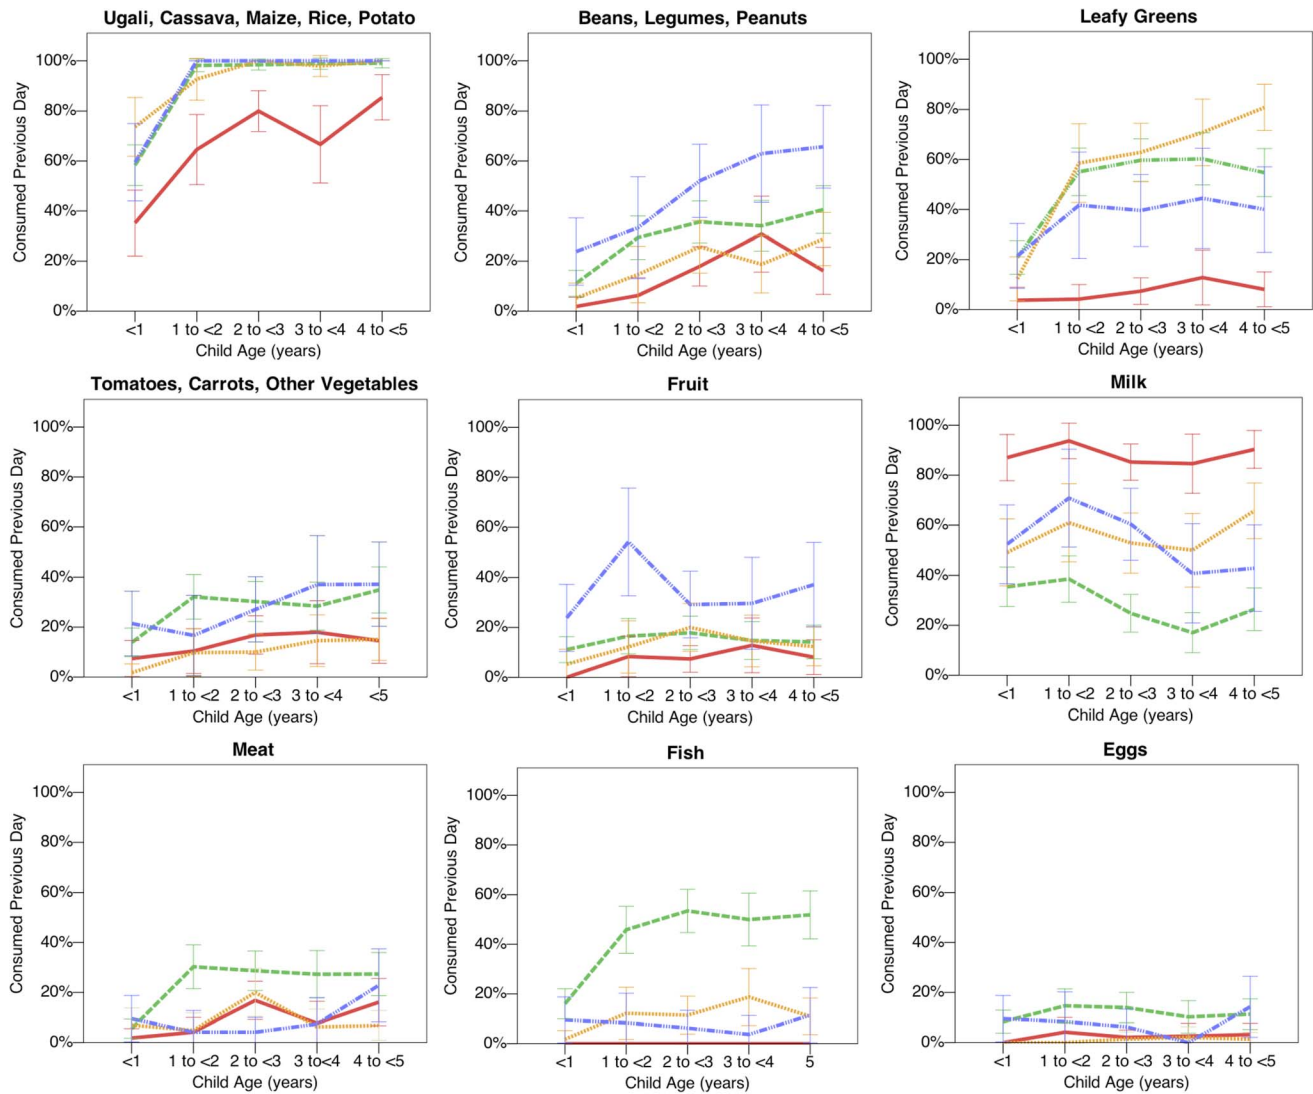 Ugali, Cassava, Maize, Rice, Potato
Consumed Previous Day
100%
80%
60%
40%
20%
0%
<1 1 to <2 2 to <3 3 to <4 4 to <5
Child Age (years)
Beans, Legumes, Peanuts
Consumed Previous Day
100%
80%
60%
40%
20%
0%
<1 1 to <2 2 to <3 3 to <4 4 to <5
Child Age (years)
Leafy Greens
Consumed Previous Day
100%
80%
60%
40%
20%
0%
<1 1 to <2 2 to <3 3 to <4 4 to <5
Child Age (years)
Tomatoes, Carrots, Other Vegetables
Consumed Previous Day
100%
80%
60%
40%
20%
0%
<1 1 to <2 2 to <3 3 to <4 <5
Child Age (years)
Fruit
Consumed Previous Day
100%
80%
60%
40%
20%
0%
<1 1 to <2 2 to <3 3 to <4 4 to <5
Child Age (years)
Milk
Consumed Previous Day
100%
80%
60%
40%
20%
0%
<1 1 to <2 2 to <3 3 to <4 4 to <5
Child Age (years)
Meat
Consumed Previous Day
100%
80%
60%
40%
20%
0%
<1 1 to <2 2 to <3 3 to <4 4 to <5
Child Age (years)
Fish
Consumed Previous Day
100%
80%
60%
40%
20%
0%
<1 1 to <2 2 to <3 3 to <4 5
Child Age (years)
Eggs
Consumed Previous Day
100%
80%
60%
40%
20%
0%
<1 1 to <2 2 to <3 3 to <4 4 to <5
Child Age (years)